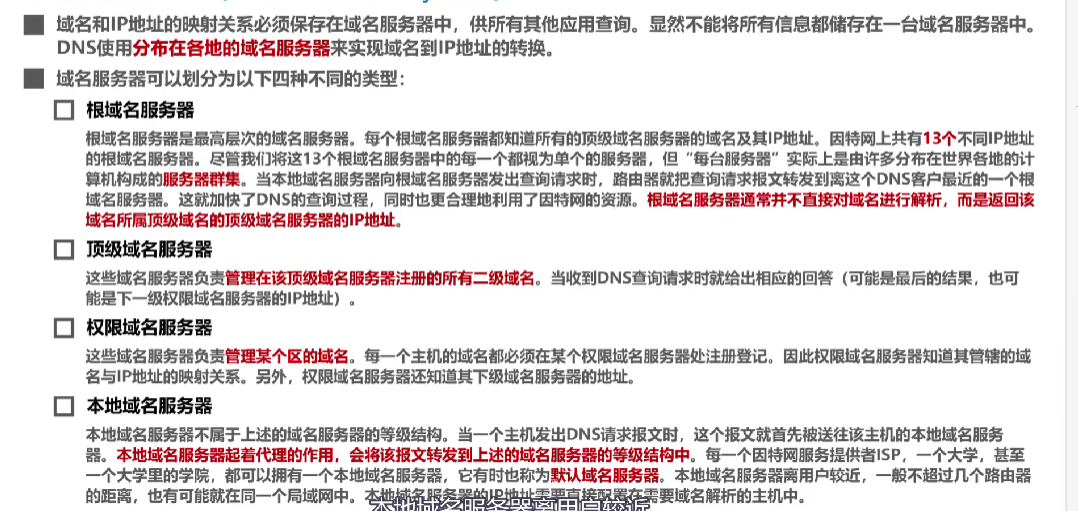 域名和IP地址的映射关系必须保存在域名服务器中，供所有其他应用查询。显然不能将所有信息都储存在一台域名服务器中。
DNS使用分布在各地的域名服务器来实现域名到IP地址的转换。
域名服务器可以划分为以下四种不同的类型：
根域名服务器
根域名服务器是最高层次的域名服务器。每个根域名服务器都知道所有的顶级域名服务器的域名及其IP地址。因特网上共有13个不同IP地址
的根域名服务器。尽管我们将这13个根域名服务器中的每一个都视为单个的服务器，但“每台服务器”实际上是由许多分布在世界各地的计
算机构成的服务器群集。当本地域名服务器向根域名服务器发出查询请求时，路由器就把查询请求报文转发到离这个DNS客户最近的一个根
域名服务器。这就加快了DNS的查询过程，同时也更合理地利用了因特网的资源。根域名服务器通常并不直接对域名进行解析，而是返回该
域名所属顶级域名的顶级域名服务器的IP地址。
顶级域名服务器
这些域名服务器负责管理在该顶级域名服务器注册的所有二级域名。当收到DNS查询请求时就给出相应的回答（可能是最后的结果，也可
能是下一级权限域名服务器的IP地址）。
权限域名服务器
这些域名服务器负责管理某个区的域名。每一个主机的域名都必须在某个权限域名服务器处注册登记。因此权限域名服务器知道其管辖的域
名与IP地址的映射关系。另外，权限域名服务器还知道其下级域名服务器的地址。
本地域名服务器
本地域名服务器不属于上述的域名服务器的等级结构。当一个主机发出DNS请求报文时，这个报文就首先被送往该主机的本地域名服务
器。本地域名服务器起着代理的作用，会将该报文转发到上述的域名服务器的等级结构中。每一个因特网服务提供者ISP，一个大学，甚至
一个大学里的学院，都可以拥有一个本地域名服务器，它有时也称为默认域名服务器。本地域名服务器离用户较近，一般不超过几个路由器
的距离，也有可能就在同一个局域网中。本地域名服务器的IP地址需要直接配置在需要域名解析的主机中。
本地域名服务器离用户较近